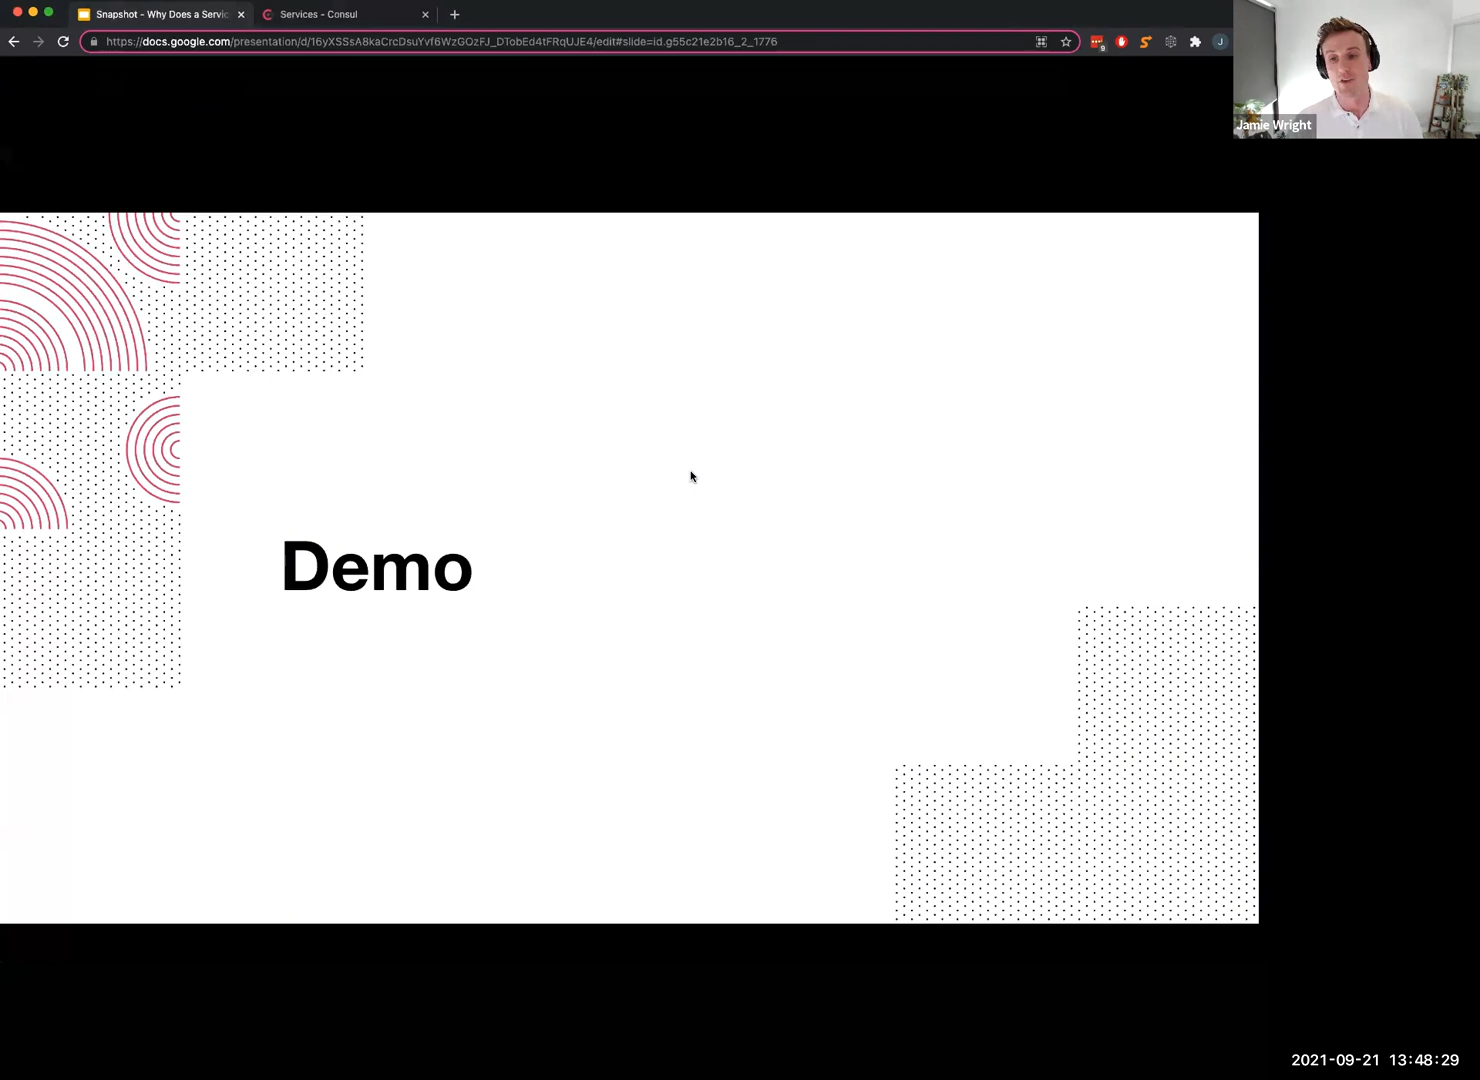 Snapshot - Why Does a Servic
Services - Consul
https://docs.google.com/presentation/d/16yXSSsA8kaCrcDsuYvf6WzGOzFJ_DTobEd4tFRqUJE4/edit#slide=id.g55c21e2b16_2_1776
9
J
Jamie Wright
Demo
2021-09-21 13:48:29